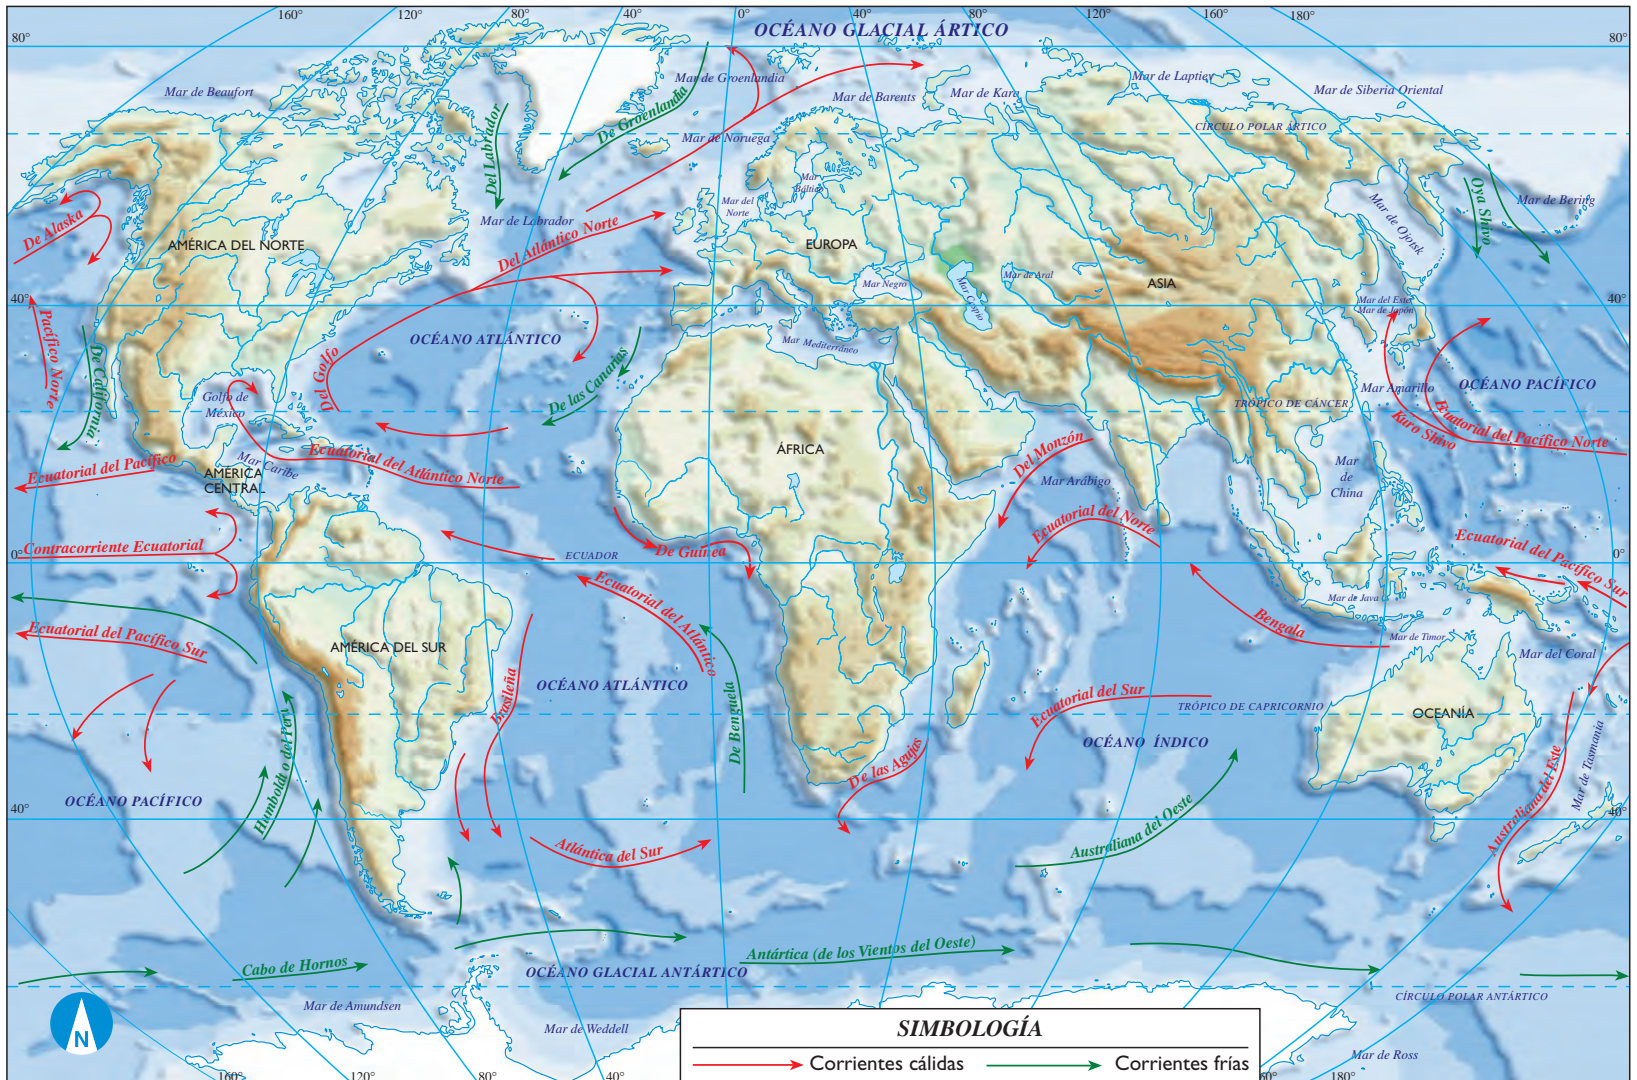 160°
120°
80°
40°
0°
40°
80°
120°
160°
180°
OCÉANO GLACIAL ÁRTICO
80°
80°
Mar de Beaufort
Mar de Groenlandia
Mar de Barents
Mar de Kara
Mar de Laptiev
Mar de Siberia Oriental
De Groenlandia
Del Labrador
Mar de Noruega
CÍRCULO POLAR ÁRTICO
Mar
Báltico
Mar del
Norte
Oya Shivo
Mar de Bering
Mar de Ojotsk
De Alaska
Mar de Labrador
Del Atlántico Norte
AMÉRICA DEL NORTE
EUROPA
ASIA
Mar Negro
Mar Caspio
Mar de Aral
40°
40°
Mar del Este
Mar de Japón
Pacífico Norte
De California
OCÉANO ATLÁNTICO
Mar Mediterráneo
Del Golfo
De las Canarias
Golfo de
México
Mar Amarillo
OCÉANO PACÍFICO
TRÓPICO DE CÁNCER
Kuro Shivo
Ecuatorial del Pacífico Norte
Ecuatorial del Pacífico
Mar Caribe
Ecuatorial del Atlántico Norte
AMÉRICA
CENTRAL
ÁFRICA
Del Monzón
Mar Arábigo
Mar
de
China
Contracorriente Ecuatorial
De Guinea
Ecuatorial del Norte
Ecuatorial del Pacífico Sur
0°
ECUADOR
0°
Ecuatorial del Atlántico
Mar de Java
Bengala
Mar de Timor
Mar del Coral
Ecuatorial del Pacífico Sur
AMÉRICA DEL SUR
Brasileña
OCÉANO ATLÁNTICO
De Benguela
Ecuatorial del Sur
TRÓPICO DE CAPRICORNIO
OCEANÍA
Humboldt o del Perú
OCÉANO ÍNDICO
De las Agujas
Mar de Tasmania
Australiana del Este
OCÉANO PACÍFICO
40°
40°
Atlántica del Sur
Australiana del Oeste
Antártica (de los Vientos del Oeste)
Cabo de Hornos
OCÉANO GLACIAL ANTÁRTICO
CÍRCULO POLAR ANTÁRTICO
Mar de Amundsen
Mar de Weddell
Mar de Ross
N
SIMBOLOGÍA
Corrientes cálidas
Corrientes frías
160°
120°
80°
40°
60°
180°